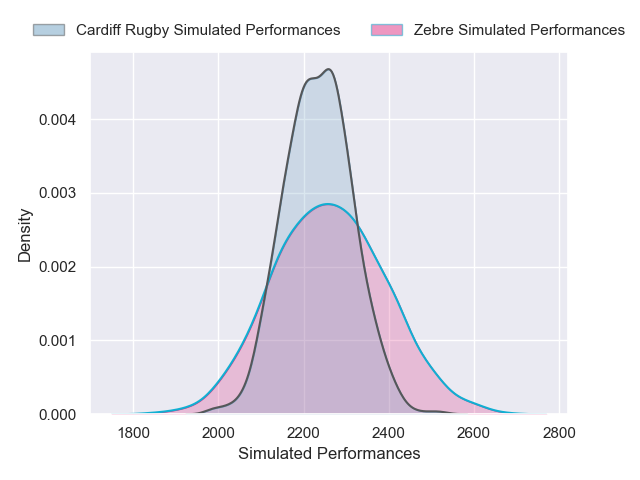 Cardiff Rugby Simulated Performances Zebre Simulated Performances
0.004
0.003
0.002
0.001
0.000
Density
1800 2000 2200 2400 2600 2800
Simulated Performances